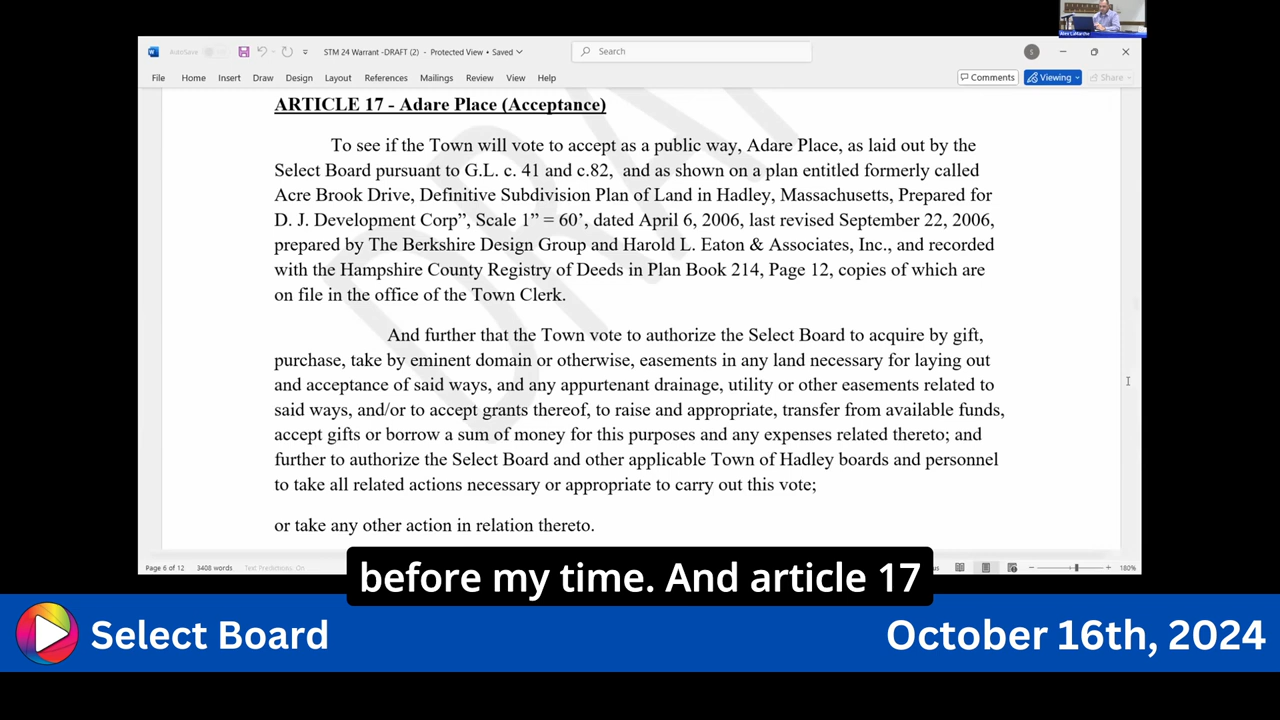 AutoSave
STM 24 Warrant -DRAFT (2) - Protected View • Saved
Search
S
File Home Insert Draw Design Layout References Mailings Review View Help
Comments Viewing Share
ARTICLE 17 - Adare Place (Acceptance)
To see if the Town will vote to accept as a public way, Adare Place, as laid out by the
Select Board pursuant to G.L. c. 41 and c.82, and as shown on a plan entitled formerly called
Acre Brook Drive, Definitive Subdivision Plan of Land in Hadley, Massachusetts, Prepared for
D. J. Development Corp”, Scale 1” = 60’, dated April 6, 2006, last revised September 22, 2006,
prepared by The Berkshire Design Group and Harold L. Eaton & Associates, Inc., and recorded
with the Hampshire County Registry of Deeds in Plan Book 214, Page 12, copies of which are
on file in the office of the Town Clerk.
And further that the Town vote to authorize the Select Board to acquire by gift,
purchase, take by eminent domain or otherwise, easements in any land necessary for laying out
and acceptance of said ways, and any appurtenant drainage, utility or other easements related to
said ways, and/or to accept grants thereof, to raise and appropriate, transfer from available funds,
accept gifts or borrow a sum of money for this purposes and any expenses related thereto; and
further to authorize the Select Board and other applicable Town of Hadley boards and personnel
to take all related actions necessary or appropriate to carry out this vote;
or take any other action in relation thereto.
Page 6 of 12 3408 words Text Predictions: On 180%
before my time. And article 17
Select Board October 16th, 2024